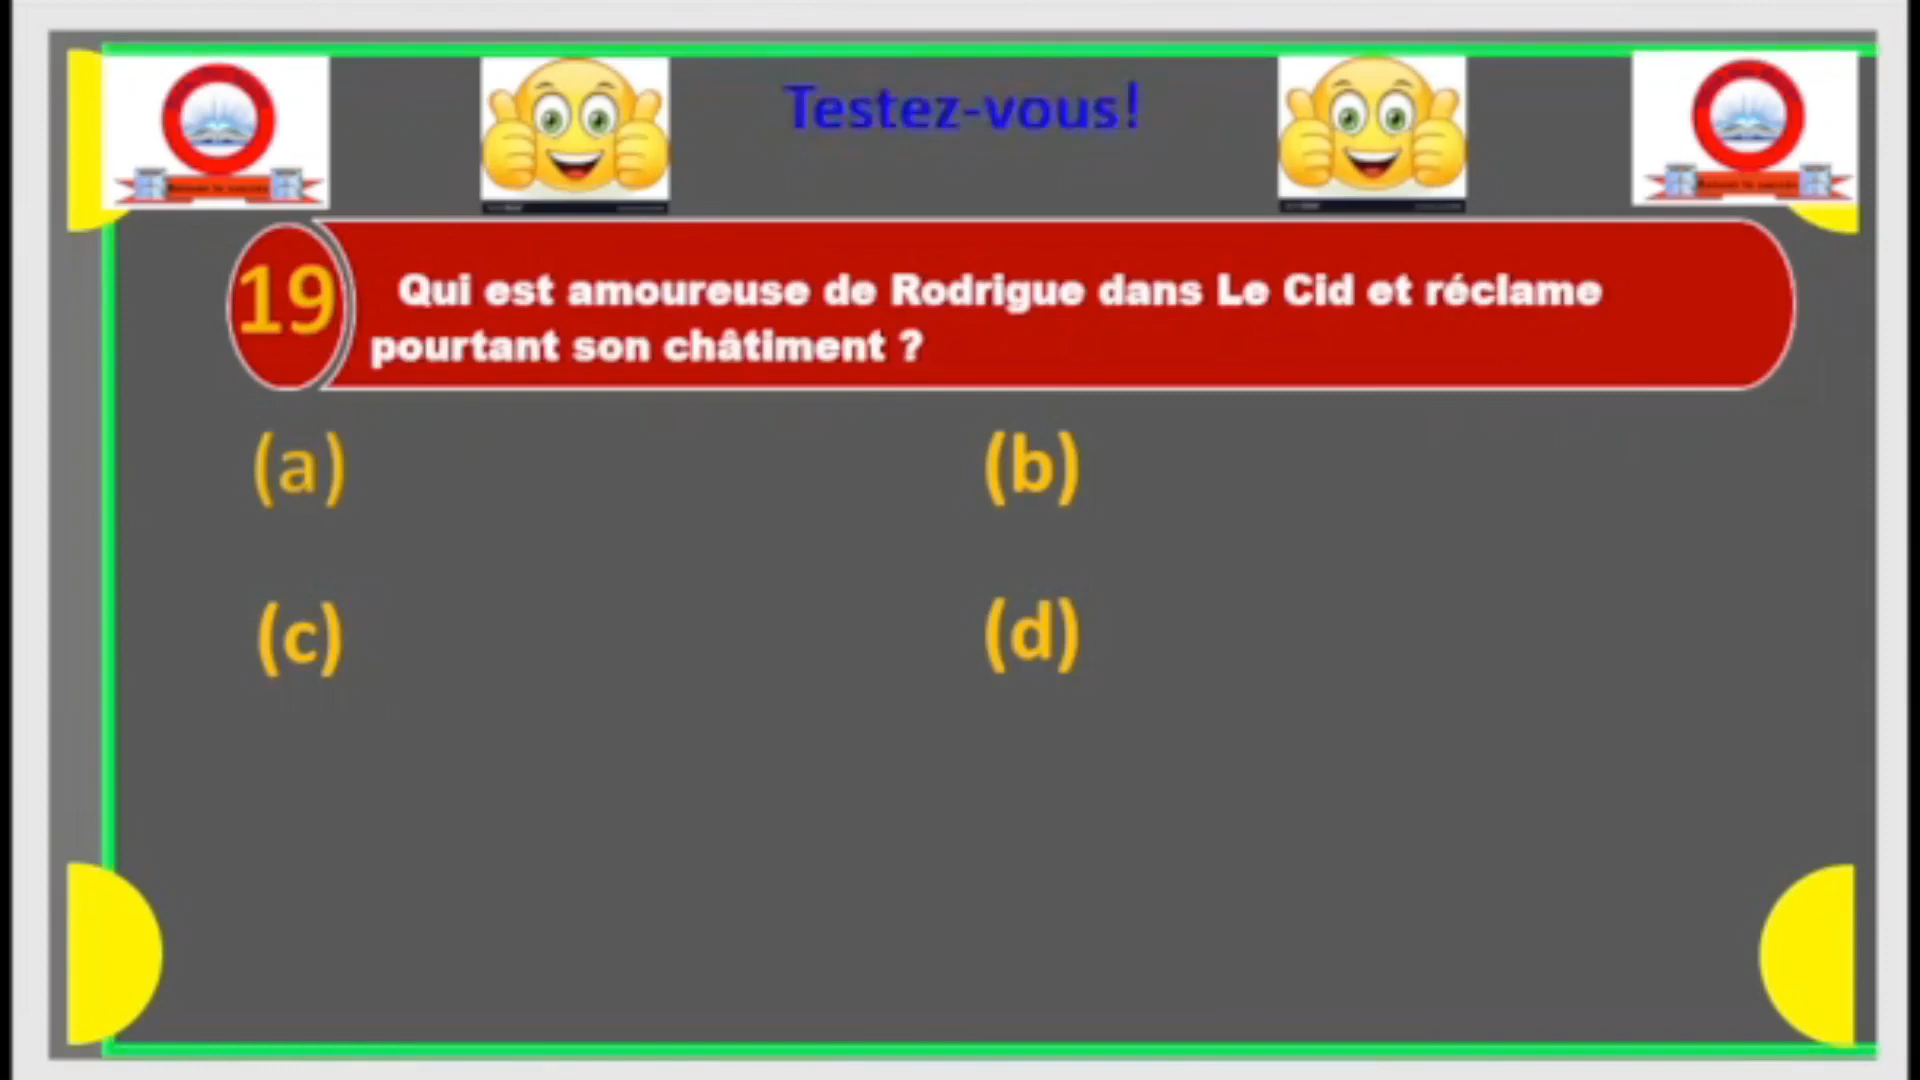 Testez-vous!
19
Qui est amoureuse de Rodrigue dans Le Cid et réclame
pourtant son châtiment ?
(a)
(b)
(c)
(d)